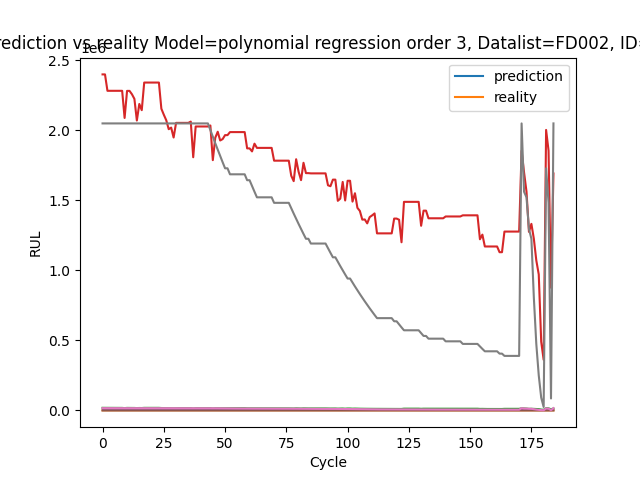 rediction vs reality Model=polynomial regression order 3, Datalist=FD002, ID=
1e6
prediction
reality
2.5
2.0
1.5
1.0
0.5
0.0
RUL
0 25 50 75 100 125 150 175
Cycle